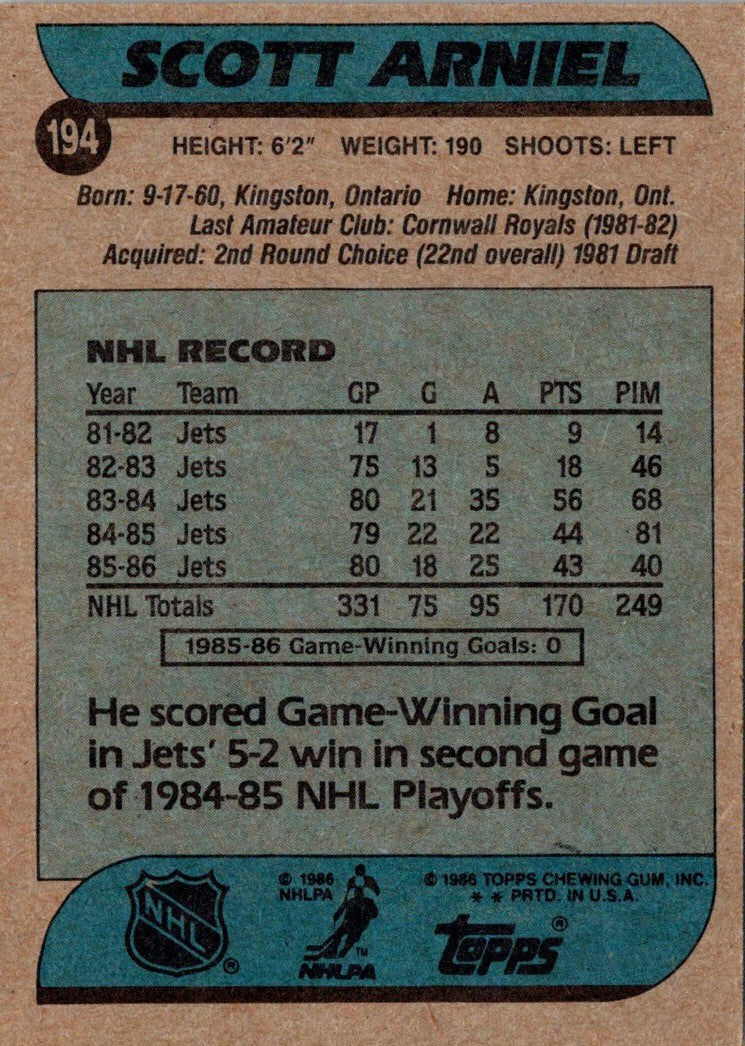 SCOTT ARNIEL
194
HEIGHT: 6'2" WEIGHT: 190 SHOOTS: LEFT
Born: 9-17-60, Kingston, Ontario Home: Kingston, Ont.
Last Amateur Club: Cornwall Royals (1981-82)
Acquired: 2nd Round Choice (22nd overall) 1981 Draft
NHL RECORD
Year Team GP G A PTS PIM
81-82 Jets 17 1 8 9 14
82-83 Jets 75 13 5 18 46
83-84 Jets 80 21 35 56 68
84-85 Jets 79 22 22 44 81
85-86 Jets 80 18 25 43 40
NHL Totals 331 75 95 170 249
1985-86 Game-Winning Goals: 0
He scored Game-Winning Goal
in Jets' 5-2 win in second game
of 1984-85 NHL Playoffs.
NHL ®
© 1986
NHLPA
TM
NHLPA
© 1986 TOPPS CHEWING GUM, INC.
* * PRTD. IN U.S.A.
topps ®